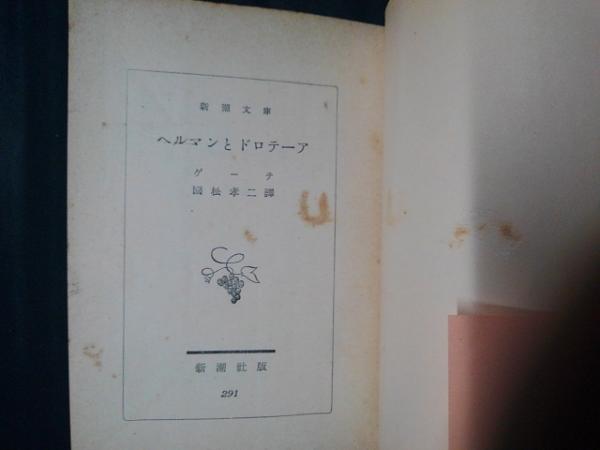 新潮文庫
ヘルマンとドロテーア
ゲーテ
國松孝二譯
新潮社版
291